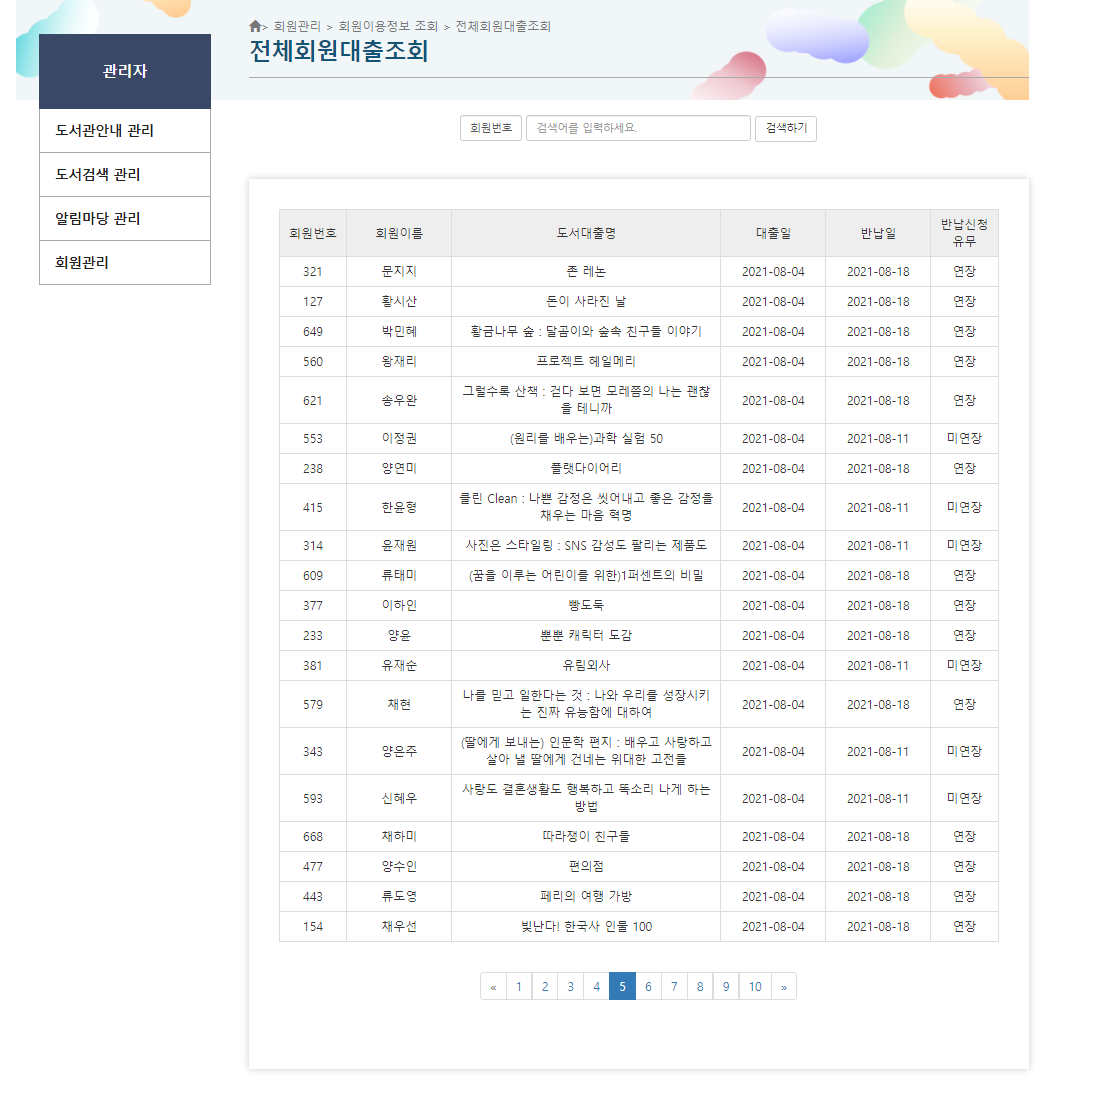 > 회원관리 > 회원이용정보 조회 > 전체회원대출조회
전체회원대출조회
관리자
도서관안내 관리
도서검색 관리
알림마당 관리
회원관리
회원번호 검색어를 입력하세요. 검색하기
회원번호 회원이름 도서대출명 대출일 반납일 반납신청
유무
321 문지지 존 레논 2021-08-04 2021-08-18 연장
127 황시산 돈이 사라진 날 2021-08-04 2021-08-18 연장
649 박민혜 황금나무 숲 : 달곰이와 숲속 친구들 이야기 2021-08-04 2021-08-18 연장
560 왕재리 프로젝트 헤일메리 2021-08-04 2021-08-18 연장
621 송우완 그럴수록 산책 : 걷다 보면 모레쯤의 나는 괜찮 2021-08-04 2021-08-18 연장
을 테니까
553 이정권 (원리를 배우는)과학 실험 50 2021-08-04 2021-08-11 미연장
238 양연미 플랫다이어리 2021-08-04 2021-08-18 연장
415 한윤형 클린 Clean : 나쁜 감정은 씻어내고 좋은 감정을 2021-08-04 2021-08-11 미연장
채우는 마음 혁명
314 윤재원 사진은 스타일링 : SNS 감성도 팔리는 제품도 2021-08-04 2021-08-11 미연장
609 류태미 (꿈을 이루는 어린이를 위한)1퍼센트의 비밀 2021-08-04 2021-08-18 연장
377 이하인 빵도둑 2021-08-04 2021-08-18 연장
233 양윤 뿐뿐 캐릭터 도감 2021-08-04 2021-08-18 연장
381 유재순 유림외사 2021-08-04 2021-08-11 미연장
579 채현 나를 믿고 일한다는 것 : 나와 우리를 성장시키 2021-08-04 2021-08-18 연장
는 진짜 유능함에 대하여
343 양은주 (딸에게 보내는) 인문학 편지 : 배우고 사랑하고 2021-08-04 2021-08-11 미연장
살아 낼 딸에게 건네는 위대한 고전들
593 신혜우 사랑도 결혼생활도 행복하고 똑소리 나게 하는 2021-08-04 2021-08-11 미연장
방법
668 채하미 따라쟁이 친구들 2021-08-04 2021-08-18 연장
477 양수인 편의점 2021-08-04 2021-08-18 연장
443 류도영 페리의 여행 가방 2021-08-04 2021-08-18 연장
154 채우선 빛난다! 한국사 인물 100 2021-08-04 2021-08-18 연장
« 1 2 3 4 5 6 7 8 9 10 »